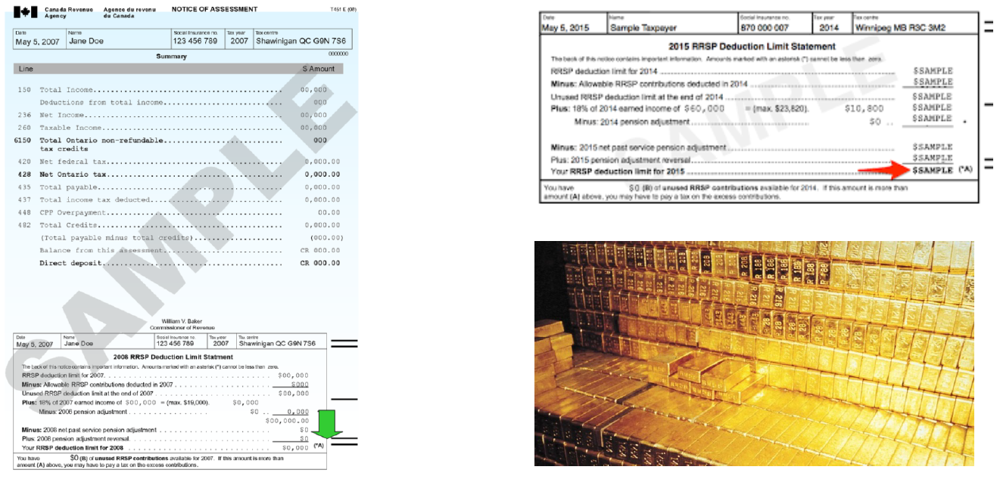 Canada Revenue Agency
Agence du revenu du Canada
NOTICE OF ASSESSMENT
T451 E (08)
Date Name Social Insurance no. Tax year Tax centre
May 5, 2007 Jane Doe 123 456 789 2007 Shawinigan QC G9N 7S6
Summary
0000000
Line $ Amount
150 Total Income 00,000
Deductions from total income 000
236 Net Income 00,000
260 Taxable Income 00,000
6150 Total Ontario non-refundable 000
tax credits
420 Net federal tax 0,000.00
428 Net Ontario tax 0,000.00
435 Total payable 0,000.00
437 Total income tax deducted 0,000.00
448 CPP Overpayment 00.00
482 Total Credits 0,000.00
(Total payable minus total credits) (000.00)
Balance from this assessment CR 000.00
Direct deposit CR 000.00
SAMPLE
William V. Baker
Commissioner of Revenue
Date Name Social Insurance no. Tax year Tax centre
May 5, 2007 Jane Doe 123 456 789 2007 Shawinigan QC G9N 7S6
2008 RRSP Deduction Limit Statment
The back of this notice contains important information. Amounts marked with an asterisk (*) cannot be less than zero.
RRSP deduction limit for 2007 $00,000
Minus: Allowable RRSP contributions deducted in 2007 $000
Unused RRSP deduction limit at the end of 2007 $00,000
Plus: 18% of 2007 earned income of $00,000 = (max. $19,000). $0,000
Minus: 2006 pension adjustment $0 .. 0,000
$00,000.00
Minus: 2008 net past service pension adjustment $0
Plus: 2008 pension adjustment reversal $0
Your RRSP deduction limit for 2008 $0,000 (*A)
You have $0 (B) of unused RRSP contributions available for 2007. If this amount is more than
amount (A) above, you may have to pay a tax on the excess contributions.
Date Name Social Insurance no. Tax year Tax centre
May 5, 2015 Sample Taxpayer 870 000 007 2014 Winnipeg MB R3C 3M2
2015 RRSP Deduction Limit Statement
The back of this notice contains important information. Amounts marked with an asterisk (*) cannot be less than zero.
RRSP deduction limit for 2014 $SAMPLE
Minus: Allowable RRSP contributions deducted in 2014 $SAMPLE
Unused RRSP deduction limit at the end of 2014 $SAMPLE
Plus: 18% of 2014 earned income of $60,000 = (max. $23,820). $10,800 $SAMPLE
Minus: 2014 pension adjustment $0 .. $SAMPLE
Minus: 2015 net past service pension adjustment $SAMPLE
Plus: 2015 pension adjustment reversal $SAMPLE
Your RRSP deduction limit for 2015 $SAMPLE (*A)
You have $0 (B) of unused RRSP contributions available for 2014. If this amount is more than
amount (A) above, you may have to pay a tax on the excess contributions.
SAMPLE
R 208
R 188
R 188
R 188